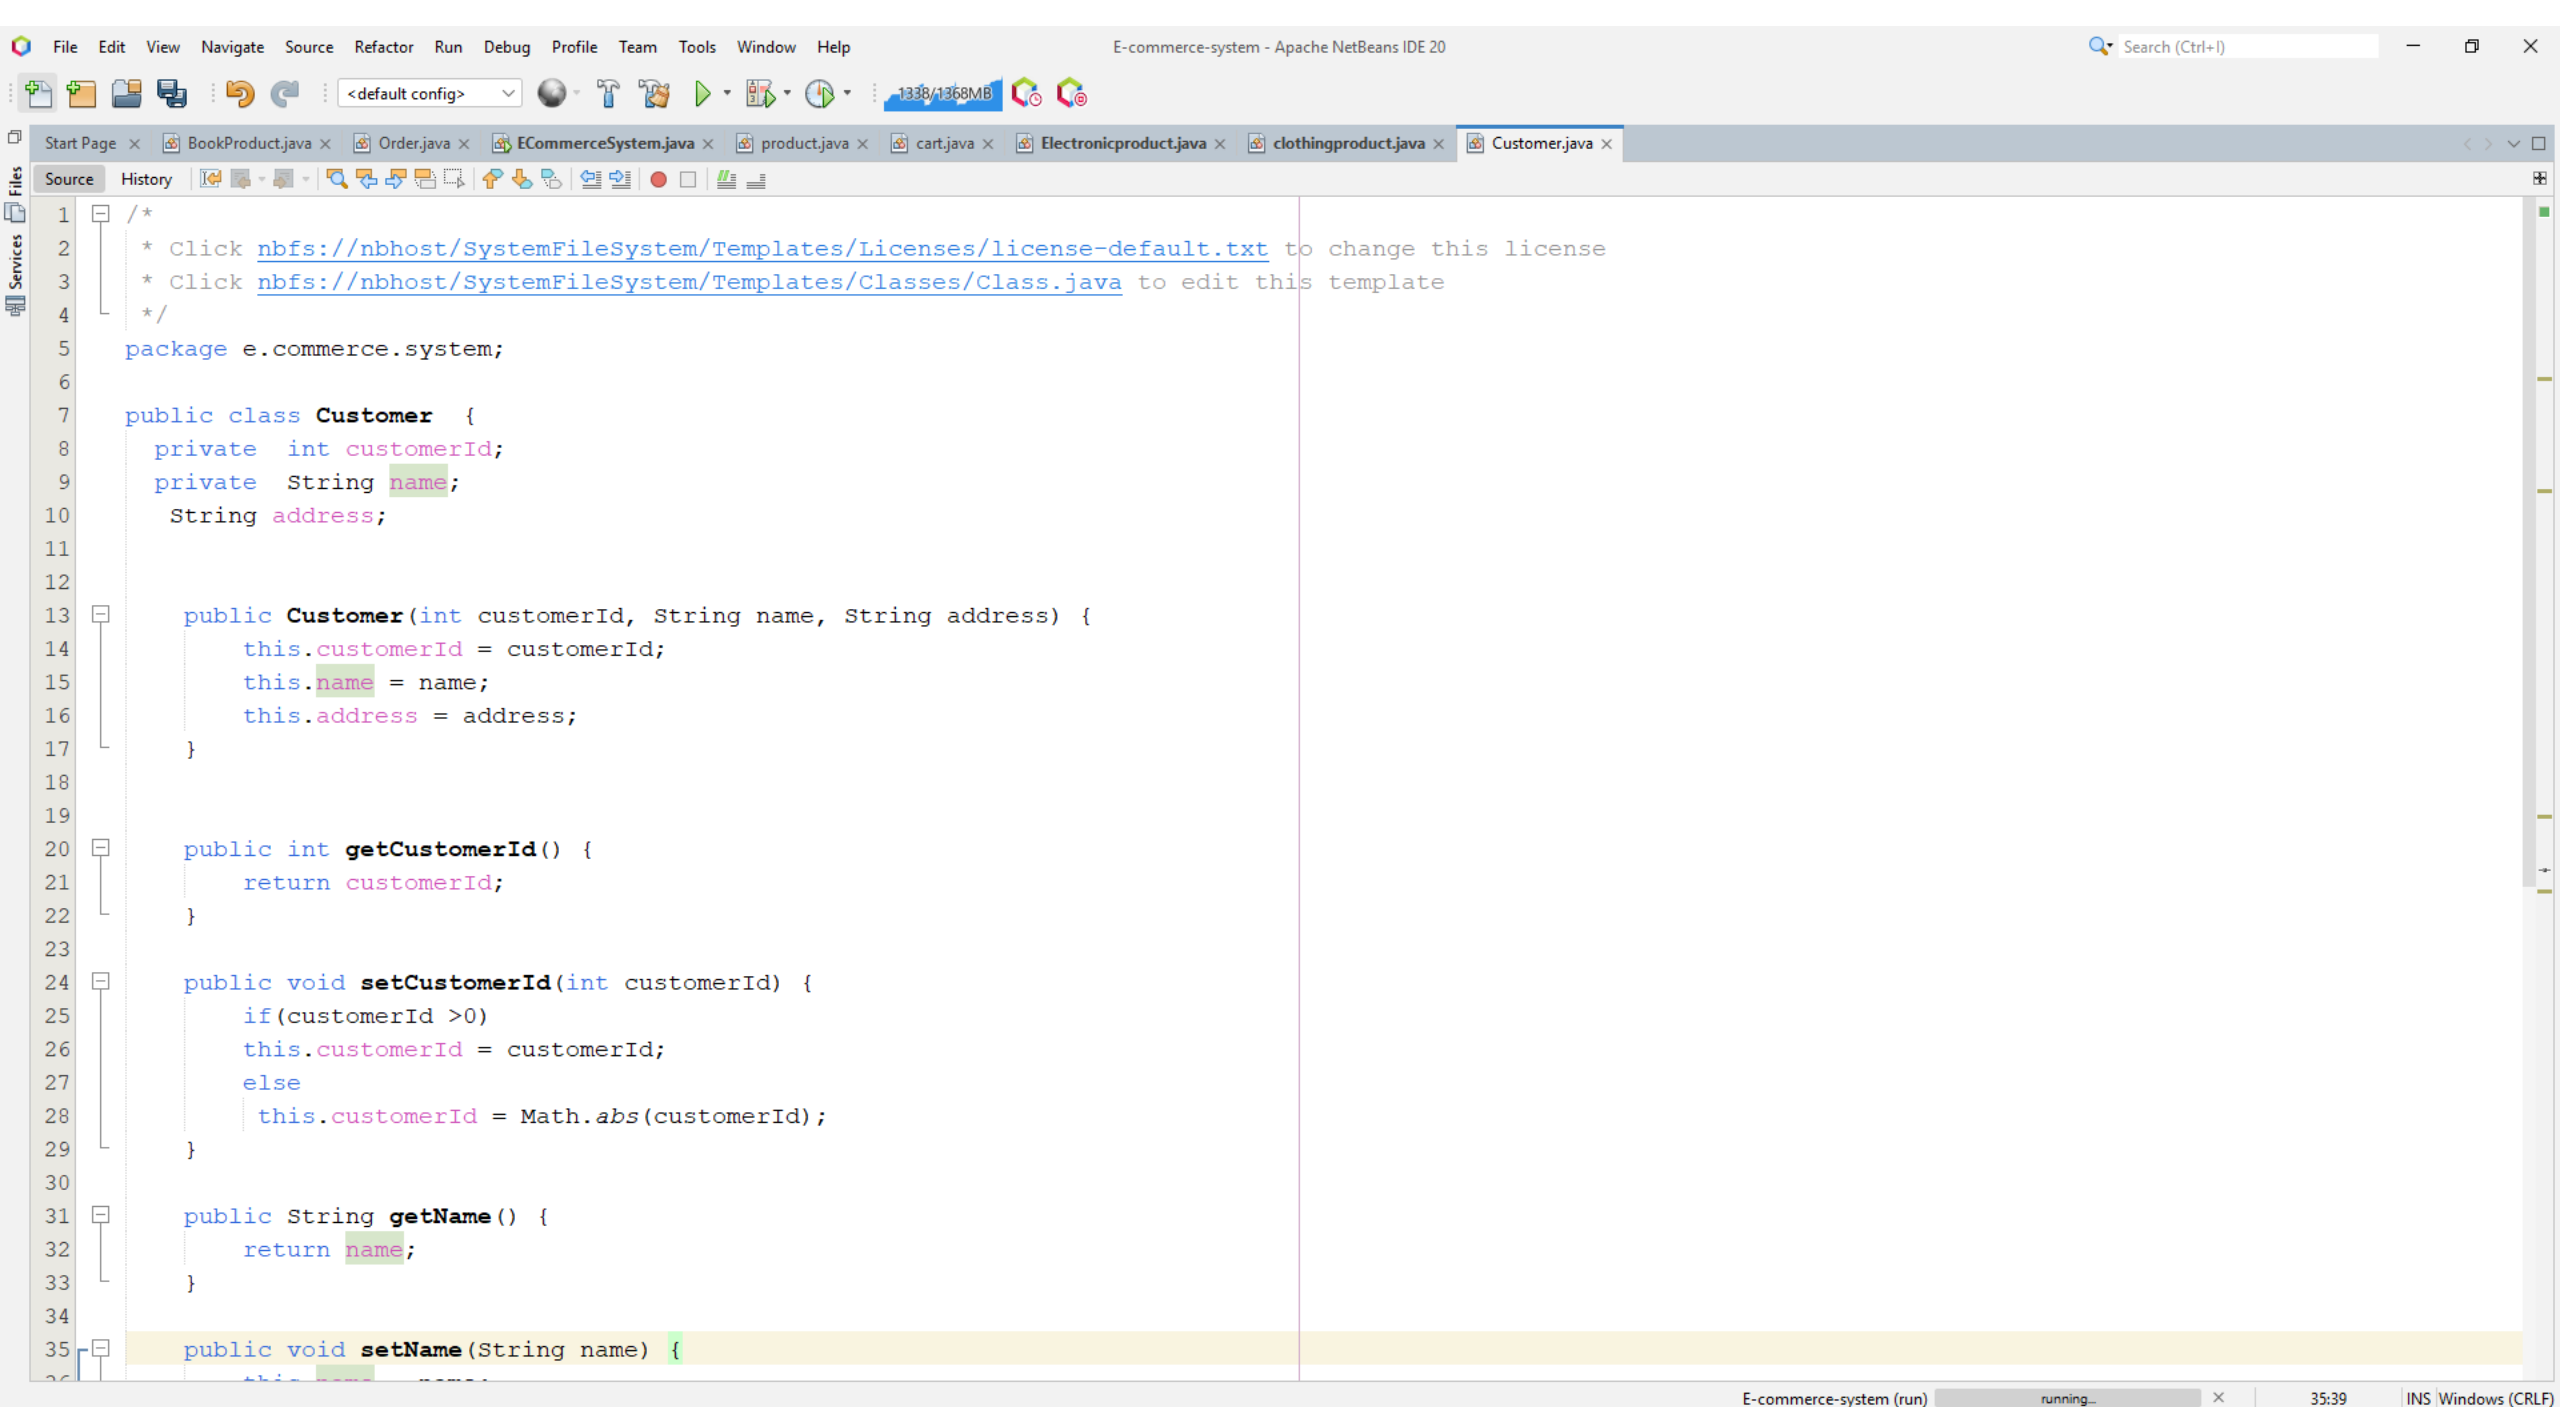 File Edit View Navigate Source Refactor Run Debug Profile Team Tools Window Help E-commerce-system - Apache NetBeans IDE 20 Search (Ctrl+I)
<default config> 1338/1368MB
Start Page BookProduct.java Order.java ECommerceSystem.java product.java cart.java Electronicproduct.java clothingproduct.java Customer.java
Source History
Files
Services
1 /*
2 * Click nbfs://nbhost/SystemFileSystem/Templates/Licenses/license-default.txt to change this license
3 * Click nbfs://nbhost/SystemFileSystem/Templates/Classes/Class.java to edit this template
4 */
5 package e.commerce.system;
6
7 public class Customer {
8 private int customerId;
9 private String name;
10 String address;
11
12
13 public Customer(int customerId, String name, String address) {
14 this.customerId = customerId;
15 this.name = name;
16 this.address = address;
17 }
18
19
20 public int getCustomerId() {
21 return customerId;
22 }
23
24 public void setCustomerId(int customerId) {
25 if(customerId >0)
26 this.customerId = customerId;
27 else
28 this.customerId = Math.abs(customerId);
29 }
30
31 public String getName() {
32 return name;
33 }
34
35 public void setName(String name) {
E-commerce-system (run) running... 35:39 INS Windows (CRLF)